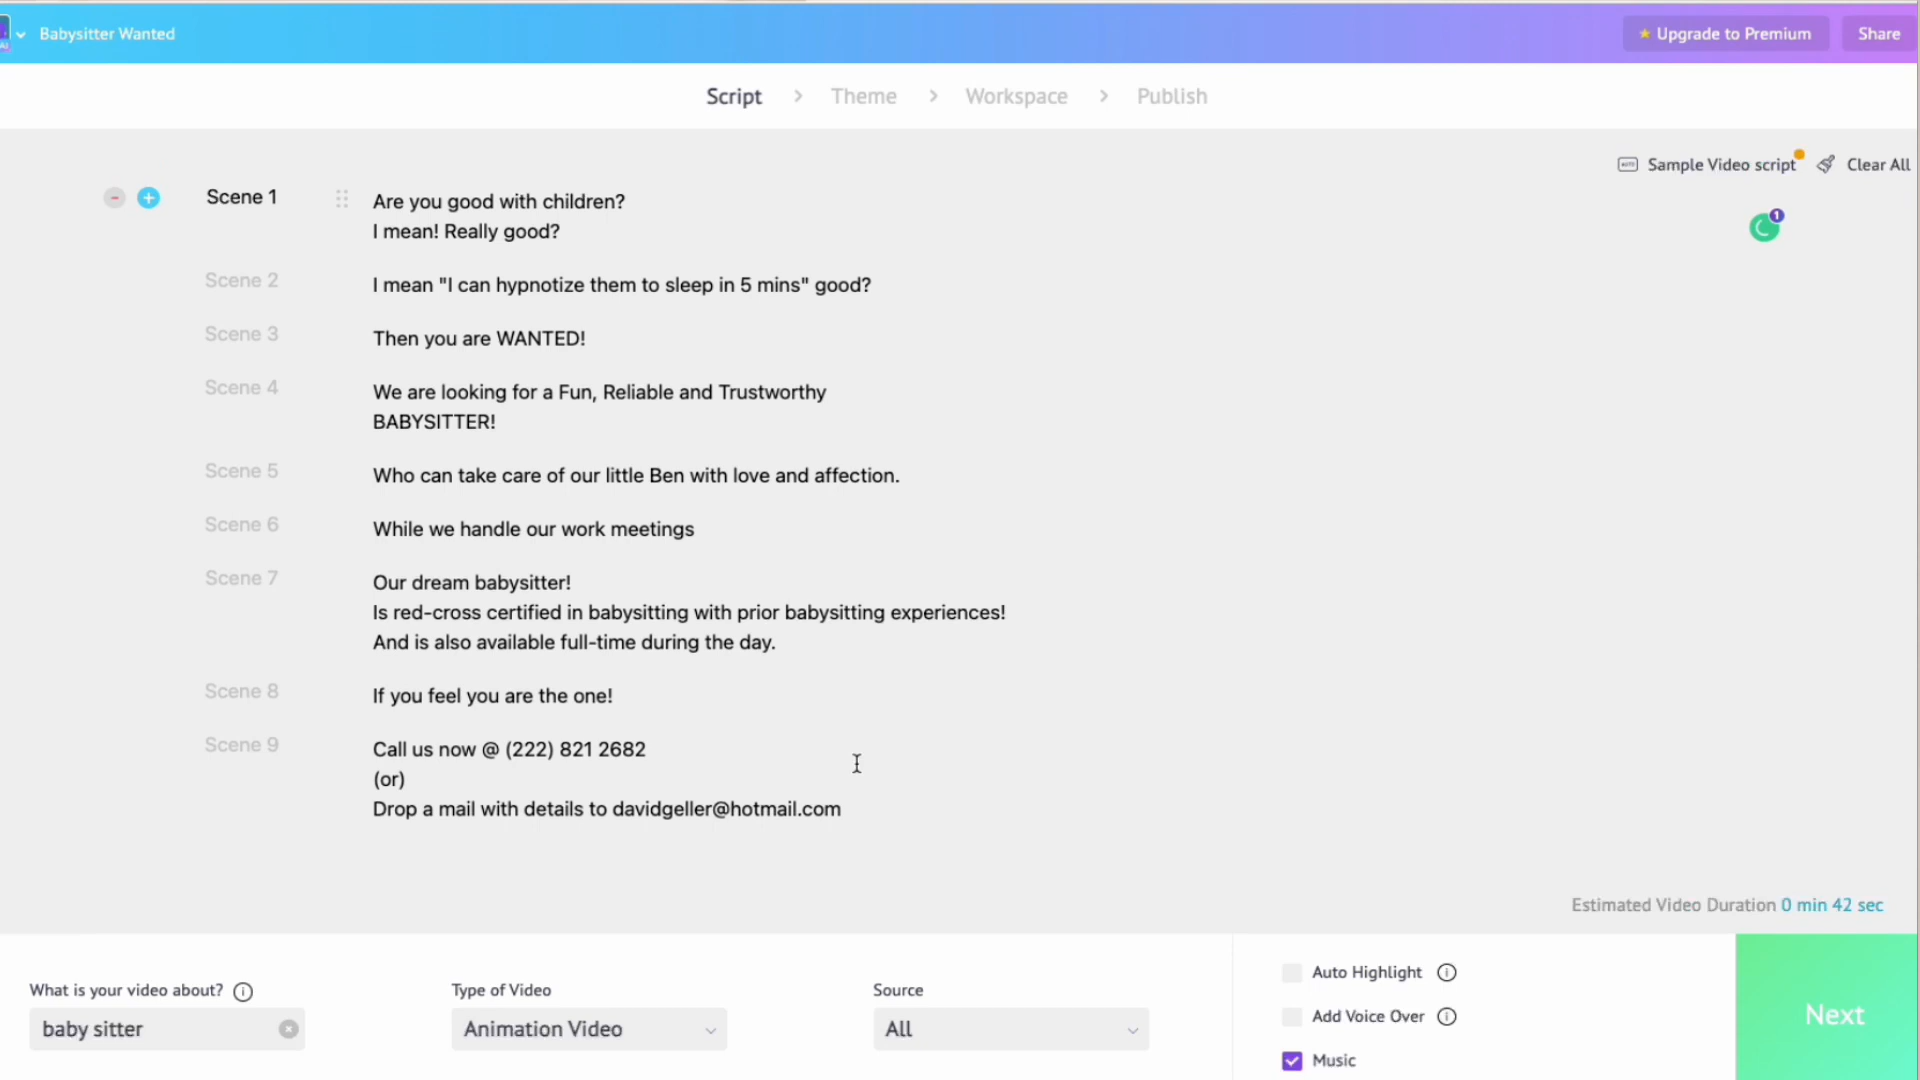 AI
Babysitter Wanted
Upgrade to Premium
Share
Script > Theme > Workspace > Publish
Sample Video script
Clear All
1
Scene 1
Are you good with children?
I mean! Really good?
Scene 2
I mean "I can hypnotize them to sleep in 5 mins" good?
Scene 3
Then you are WANTED!
Scene 4
We are looking for a Fun, Reliable and Trustworthy
BABYSITTER!
Scene 5
Who can take care of our little Ben with love and affection.
Scene 6
While we handle our work meetings
Scene 7
Our dream babysitter!
Is red-cross certified in babysitting with prior babysitting experiences!
And is also available full-time during the day.
Scene 8
If you feel you are the one!
Scene 9
Call us now @ (222) 821 2682
(or)
Drop a mail with details to davidgeller@hotmail.com
Estimated Video Duration 0 min 42 sec
What is your video about?
baby sitter
Type of Video
Animation Video
Source
All
Auto Highlight
Add Voice Over
Music
Next